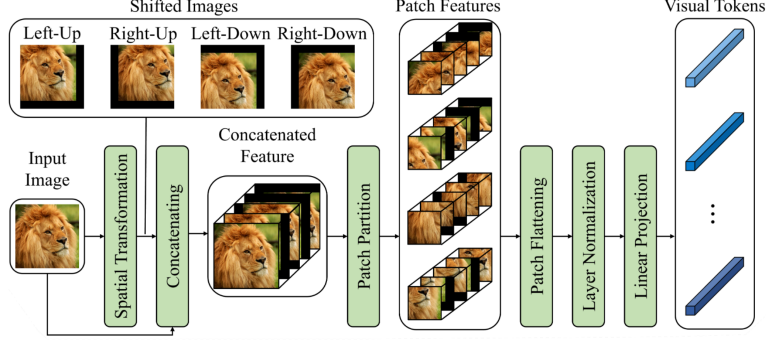 Shifted Images
Left-Up
Right-Up
Left-Down
Right-Down
Input
Image
Spatial Transformation
Concatenating
Concatenated
Feature
Patch Partition
Patch Features
Patch Flattening
Layer Normalization
Linear Projection
Visual Tokens